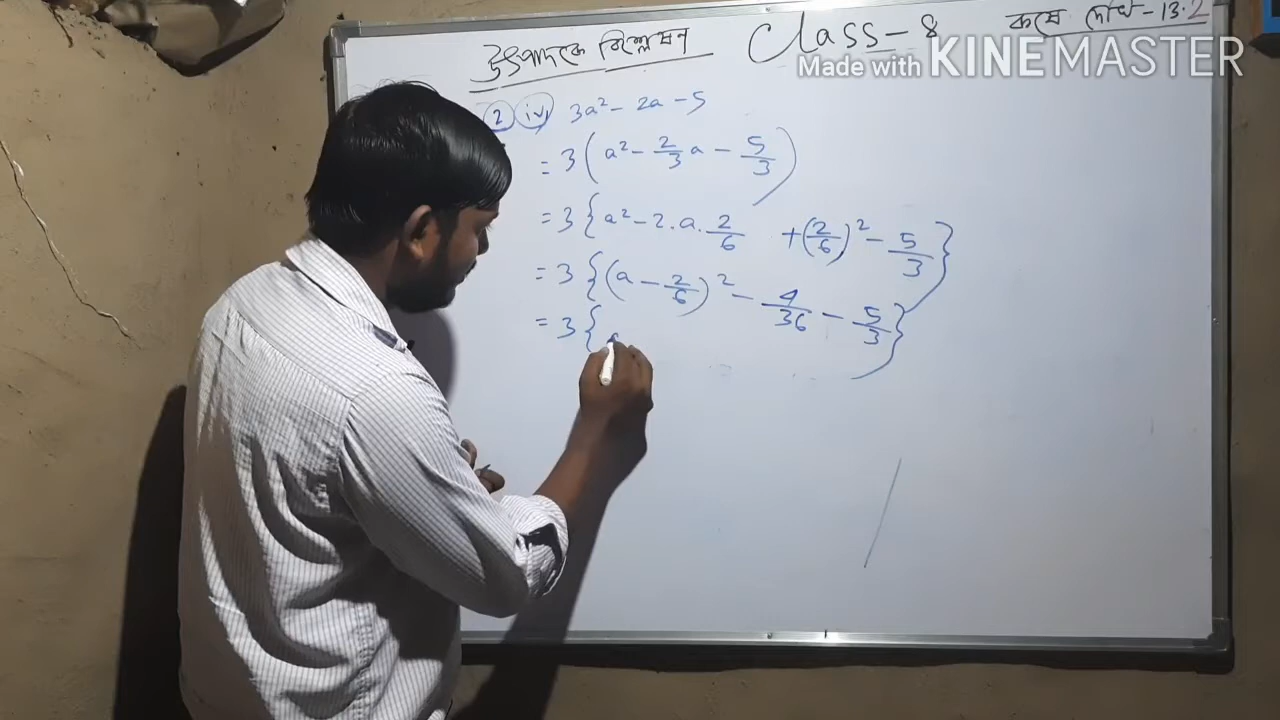 উৎপাদকে বিশ্লেষণ Class-8 কষে দেখি-13.2
Made with KINEMASTER
2 iv) 3a² - 2a - 5
= 3(a² - 2/3 a - 5/3)
= 3{a² - 2.a. 2/6 + (2/6)² - 5/3}
= 3{(a - 2/6)² - 4/36 - 5/3}
= 3{